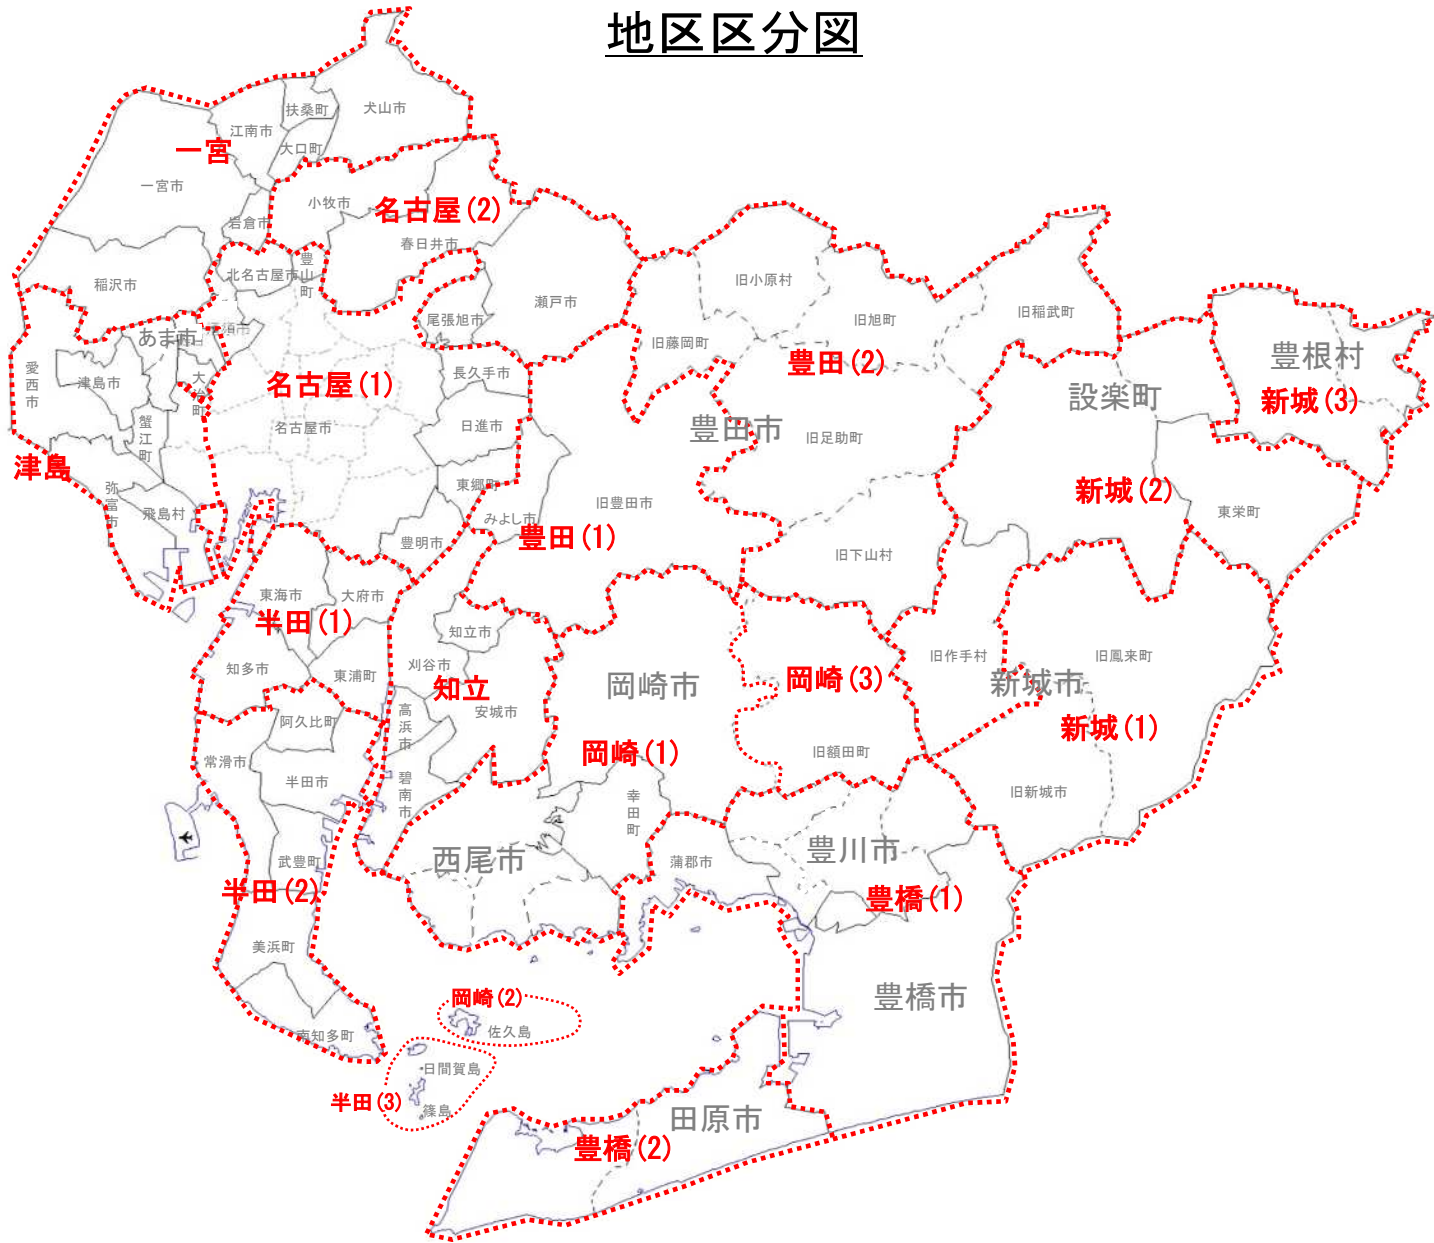 地区区分図
扶桑町
犬山市
江南市
大口町
一宮
一宮市
小牧市
名古屋(2)
岩倉市
春日井市
北名古屋市
豊山町
稲沢市
瀬戸市
旧小原村
旧稲武町
尾張旭市
旧旭町
あま市
旧藤岡町
豊田(2)
豊根村
愛西市
津島市
大治町
名古屋(1)
長久手市
設楽町
新城(3)
蟹江町
名古屋市
日進市
豊田市
旧足助町
津島
東郷町
新城(2)
弥富市
飛島村
みよし市
旧豊田市
東栄町
豊明市
豊田(1)
旧下山村
東海市
大府市
半田(1)
知立市
知多市
東浦町
刈谷市
知立
岡崎市
岡崎(3)
旧作手村
旧鳳来町
新城市
高浜市
安城市
阿久比町
新城(1)
常滑市
岡崎(1)
旧額田町
半田市
碧南市
幸田町
旧新城市
武豊町
西尾市
蒲郡市
豊川市
半田(2)
豊橋(1)
美浜町
岡崎(2)
豊橋市
南知多町
佐久島
日間賀島
半田(3)
篠島
田原市
豊橋(2)